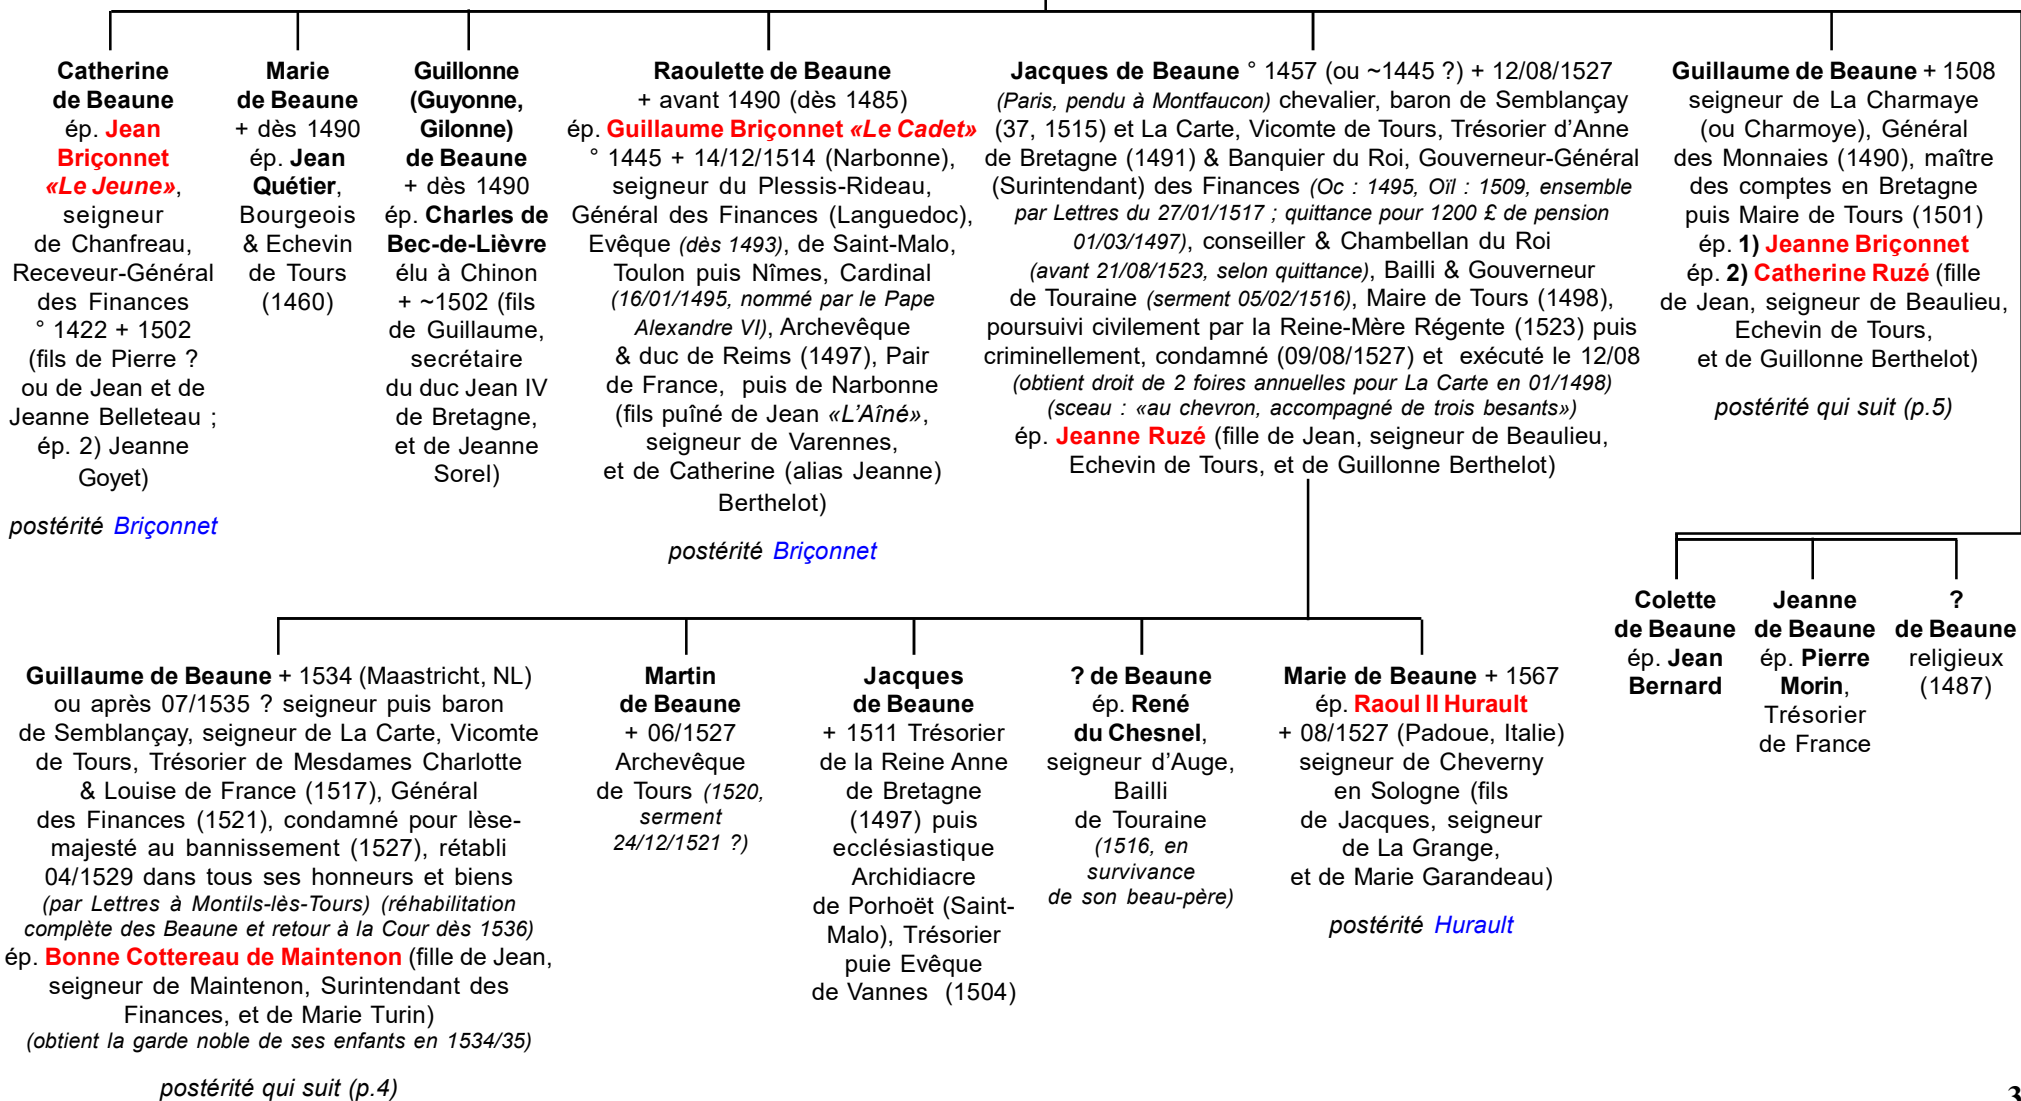 Catherine
de Beaune
ép. Jean
Briçonnet
«Le Jeune»,
seigneur
de Chanfreau,
Receveur-Général
des Finances
° 1422 + 1502
(fils de Pierre ?
ou de Jean et de
Jeanne Belleteau ;
ép. 2) Jeanne
Goyet)
postérité Briçonnet
Marie
de Beaune
+ dès 1490
ép. Jean
Quétier,
Bourgeois
& Echevin
de Tours
(1460)
Guillonne
(Guyonne,
Gilonne)
de Beaune
+ dès 1490
ép. Charles de
Bec-de-Lièvre
élu à Chinon
+ ~1502 (fils
de Guillaume,
secrétaire
du duc Jean IV
de Bretagne,
et de Jeanne
Sorel)
Raoulette de Beaune
+ avant 1490 (dès 1485)
ép. Guillaume Briçonnet «Le Cadet»
° 1445 + 14/12/1514 (Narbonne),
seigneur du Plessis-Rideau,
Général des Finances (Languedoc),
Evêque (dès 1493), de Saint-Malo,
Toulon puis Nîmes, Cardinal
(16/01/1495, nommé par le Pape
Alexandre VI), Archevêque
& duc de Reims (1497), Pair
de France, puis de Narbonne
(fils puîné de Jean «L'Aîné»,
seigneur de Varennes,
et de Catherine (alias Jeanne)
Berthelot)
postérité Briçonnet
Jacques de Beaune ° 1457 (ou ~1445 ?) + 12/08/1527
(Paris, pendu à Montfaucon) chevalier, baron de Semblançay
(37, 1515) et La Carte, Vicomte de Tours, Trésorier d'Anne
de Bretagne (1491) & Banquier du Roi, Gouverneur-Général
(Surintendant) des Finances (Oc : 1495, Oïl : 1509, ensemble
par Lettres du 27/01/1517 ; quittance pour 1200 £ de pension
01/03/1497), conseiller & Chambellan du Roi
(avant 21/08/1523, selon quittance), Bailli & Gouverneur
de Touraine (serment 05/02/1516), Maire de Tours (1498),
poursuivi civilement par la Reine-Mère Régente (1523) puis
criminellement, condamné (09/08/1527) et exécuté le 12/08
(obtient droit de 2 foires annuelles pour La Carte en 01/1498)
(sceau : «au chevron, accompagné de trois besants»)
ép. Jeanne Ruzé (fille de Jean, seigneur de Beaulieu,
Echevin de Tours, et de Guillonne Berthelot)
Guillaume de Beaune + 1508
seigneur de La Charmaye
(ou Charmoye), Général
des Monnaies (1490), maître
des comptes en Bretagne
puis Maire de Tours (1501)
ép. 1) Jeanne Briçonnet
ép. 2) Catherine Ruzé (fille
de Jean, seigneur de Beaulieu,
Echevin de Tours,
et de Guillonne Berthelot)
postérité qui suit (p.5)
Colette
de Beaune
ép. Jean
Bernard
Jeanne
de Beaune
ép. Pierre
Morin,
Trésorier
de France
?
de Beaune
religieux
(1487)
Guillaume de Beaune + 1534 (Maastricht, NL)
ou après 07/1535 ? seigneur puis baron
de Semblançay, seigneur de La Carte, Vicomte
de Tours, Trésorier de Mesdames Charlotte
& Louise de France (1517), Général
des Finances (1521), condamné pour lèse-
majesté au bannissement (1527), rétabli
04/1529 dans tous ses honneurs et biens
(par Lettres à Montils-lès-Tours) (réhabilitation
complète des Beaune et retour à la Cour dès 1536)
ép. Bonne Cottereau de Maintenon (fille de Jean,
seigneur de Maintenon, Surintendant des
Finances, et de Marie Turin)
(obtient la garde noble de ses enfants en 1534/35)
postérité qui suit (p.4)
Martin
de Beaune
+ 06/1527
Archevêque
de Tours (1520,
serment
24/12/1521 ?)
Jacques
de Beaune
+ 1511 Trésorier
de la Reine Anne
de Bretagne
(1497) puis
ecclésiastique
Archidiacre
de Porhoët (Saint-
Malo), Trésorier
puie Evêque
de Vannes (1504)
? de Beaune
ép. René
du Chesnel,
seigneur d'Auge,
Bailli
de Touraine
(1516, en
survivance
de son beau-père)
Marie de Beaune + 1567
ép. Raoul II Hurault
+ 08/1527 (Padoue, Italie)
seigneur de Cheverny
en Sologne (fils
de Jacques, seigneur
de La Grange,
et de Marie Garandeau)
postérité Hurault
3